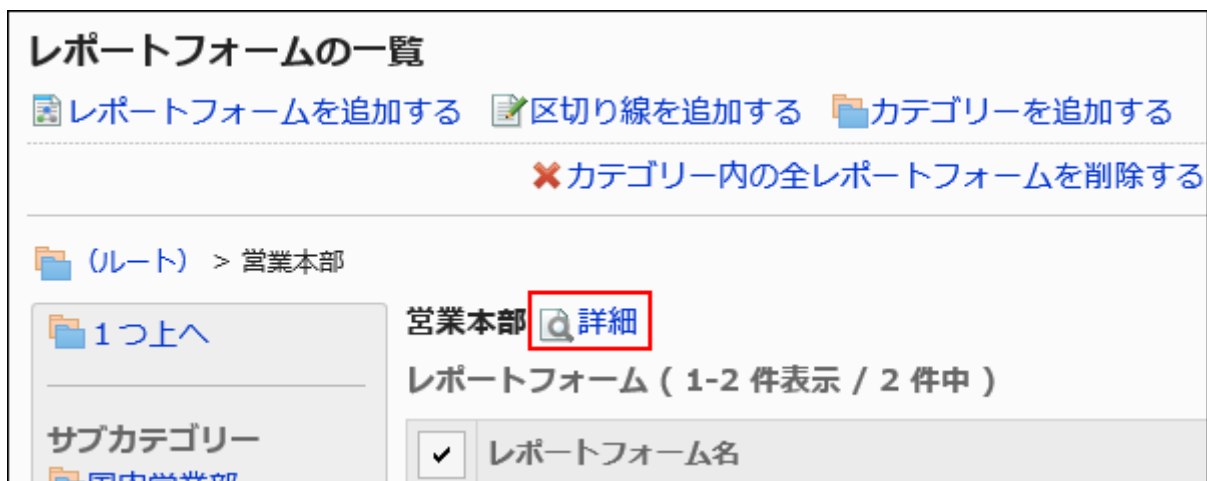 レポートフォームの一覧
レポートフォームを追加する 区切り線を追加する カテゴリーを追加する
カテゴリー内の全レポートフォームを削除する
（ルート） > 営業本部
1つ上へ
営業本部 詳細
レポートフォーム ( 1-2 件表示 / 2 件中 )
サブカテゴリー
レポートフォーム名
国内営業部